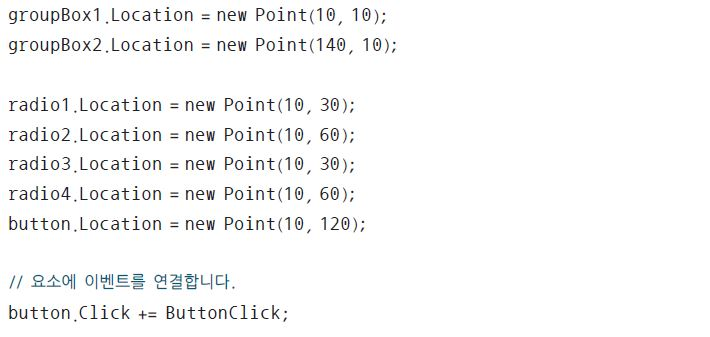 groupBox1.Location = new Point(10, 10);
groupBox2.Location = new Point(140, 10);
radio1.Location = new Point(10, 30);
radio2.Location = new Point(10, 60);
radio3.Location = new Point(10, 30);
radio4.Location = new Point(10, 60);
button.Location = new Point(10, 120);
// 요소에 이벤트를 연결합니다.
button.Click += ButtonClick;